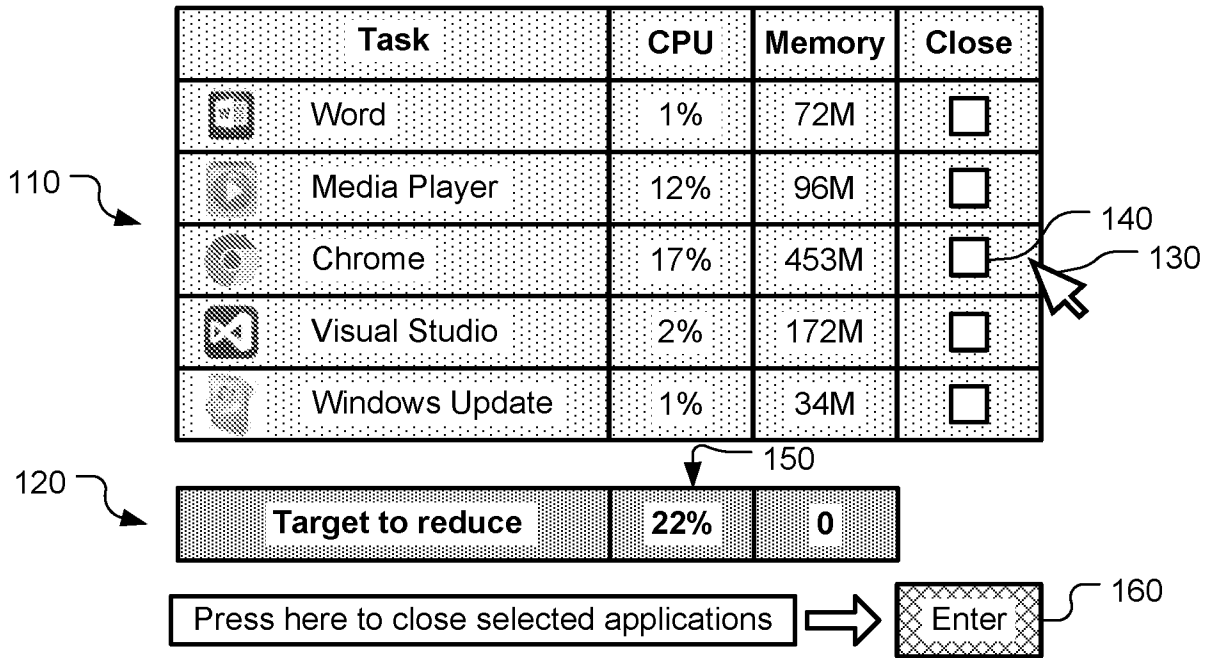 Task CPU Memory Close
Word 1% 72M
Media Player 12% 96M
110
140
Chrome 17% 453M
130
Visual Studio 2% 172M
Windows Update 1% 34M
150
120
Target to reduce 22% 0
Press here to close selected applications Enter
160